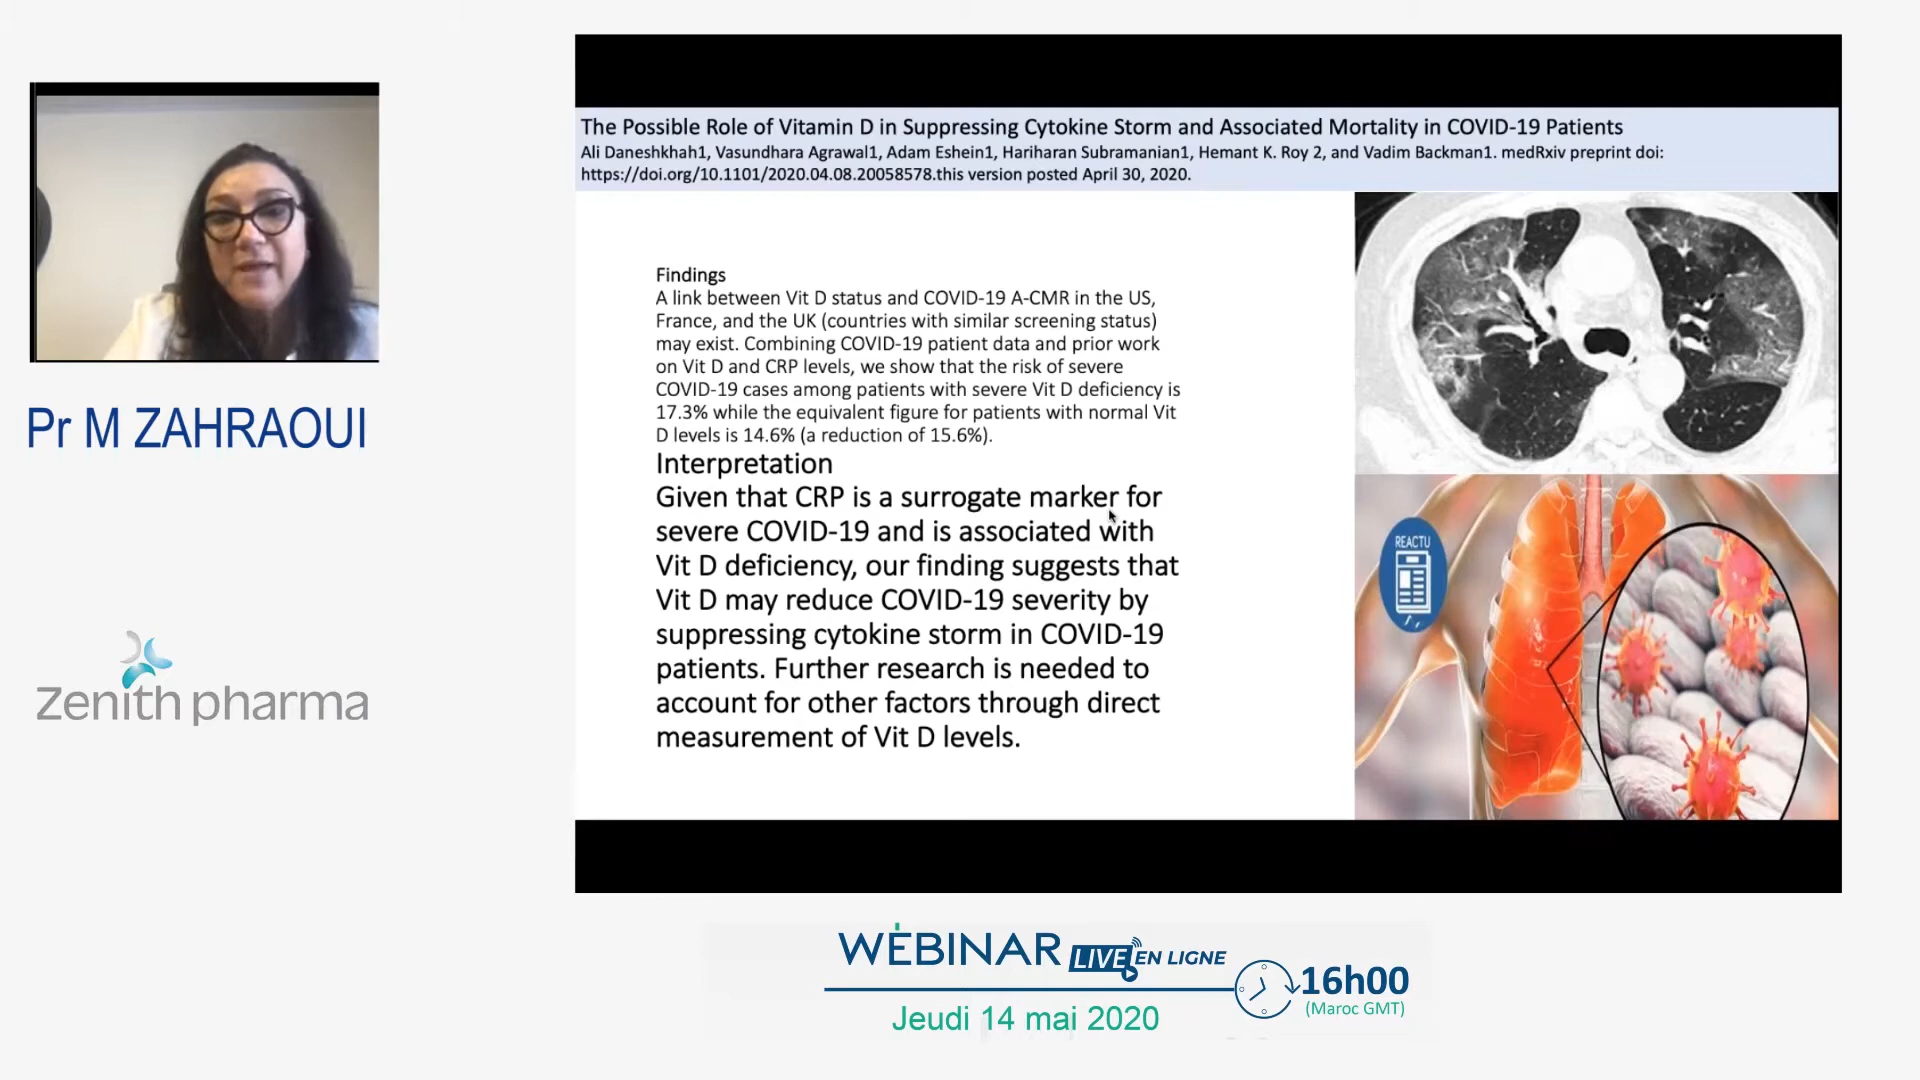 The Possible Role of Vitamin D in Suppressing Cytokine Storm and Associated Mortality in COVID-19 Patients
Ali Daneshkhah1, Vasundhara Agrawal1, Adam Eshein1, Hariharan Subramanian1, Hemant K. Roy 2, and Vadim Backman1. medRxiv preprint doi:
https://doi.org/10.1101/2020.04.08.20058578.this version posted April 30, 2020.
Findings
A link between Vit D status and COVID-19 A-CMR in the US,
France, and the UK (countries with similar screening status)
may exist. Combining COVID-19 patient data and prior work
on Vit D and CRP levels, we show that the risk of severe
COVID-19 cases among patients with severe Vit D deficiency is
17.3% while the equivalent figure for patients with normal Vit
D levels is 14.6% (a reduction of 15.6%).
Interpretation
Given that CRP is a surrogate marker for
severe COVID-19 and is associated with
Vit D deficiency, our finding suggests that
Vit D may reduce COVID-19 severity by
suppressing cytokine storm in COVID-19
patients. Further research is needed to
account for other factors through direct
measurement of Vit D levels.
REACTU
Pr M ZAHRAOUI
zenith pharma
WEBINAR LIVE EN LIGNE
16h00
(Maroc GMT)
Jeudi 14 mai 2020